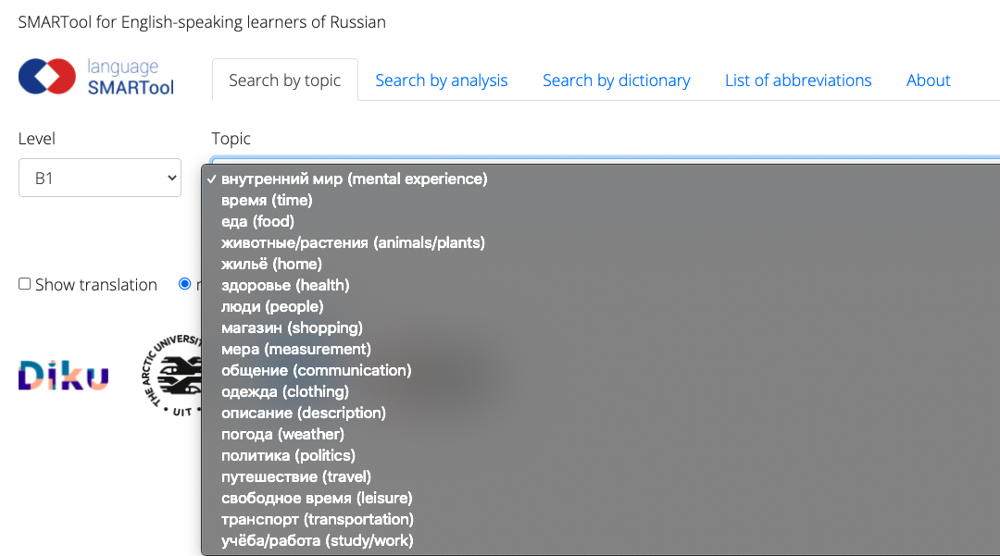 SMARTool for English-speaking learners of Russian
language
SMARTool
Search by topic
Search by analysis
Search by dictionary
List of abbreviations
About
Level
Topic
B1
✓ внутренний мир (mental experience)
время (time)
еда (food)
животные/растения (animals/plants)
жильё (home)
здоровье (health)
люди (people)
магазин (shopping)
мера (measurement)
общение (communication)
одежда (clothing)
описание (description)
погода (weather)
политика (politics)
путешествие (travel)
свободное время (leisure)
транспорт (transportation)
учёба/работа (study/work)
Show translation
Diku
THE ARCTIC
UIT